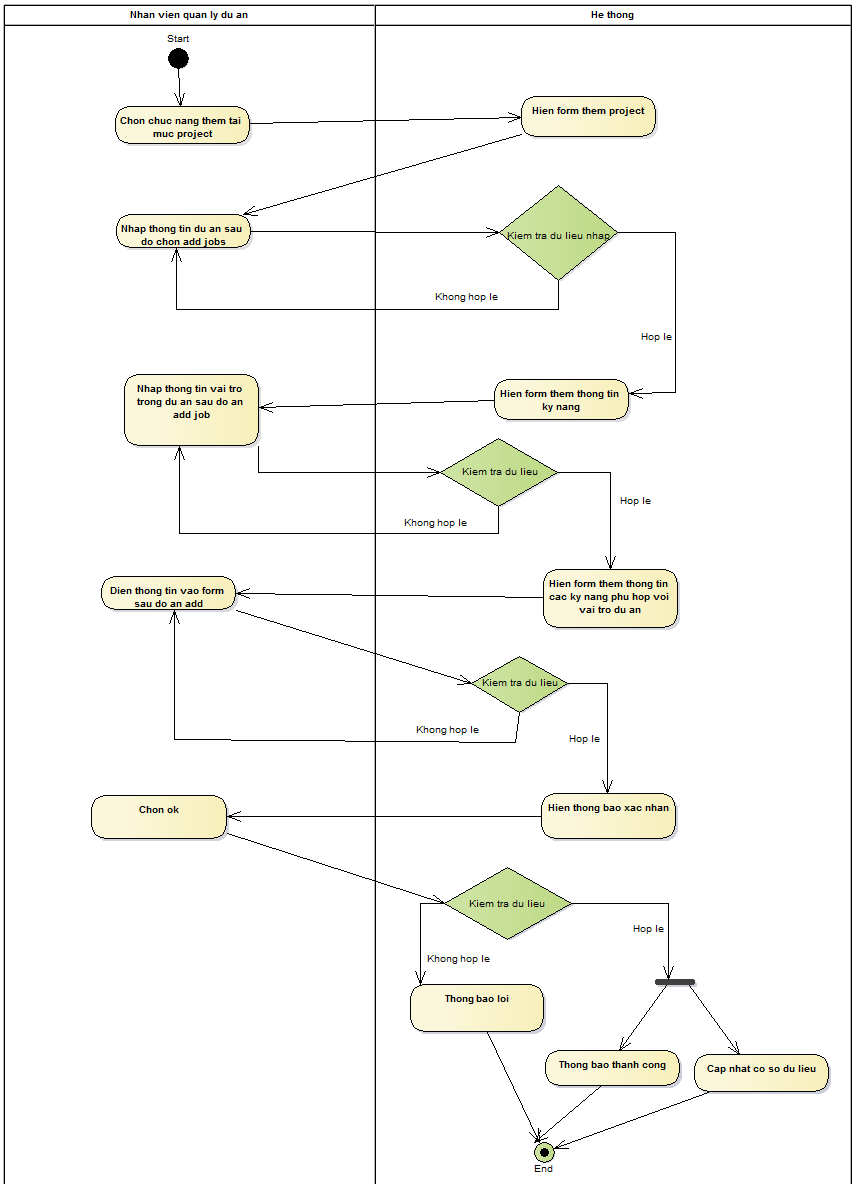 Nhan vien quan ly du an
He thong
Start
Chon chuc nang them tai
muc project
Hien form them project
Nhap thong tin du an sau
do chon add jobs
Kiem tra du lieu nhap
Khong hop le
Hop le
Nhap thong tin vai tro
trong du an sau do an
add job
Hien form them thong tin
ky nang
Kiem tra du lieu
Hop le
Khong hop le
Dien thong tin vao form
sau do an add
Hien form them thong tin
cac ky nang phu hop voi
vai tro du an
Kiem tra du lieu
Khong hop le
Hop le
Chon ok
Hien thong bao xac nhan
Kiem tra du lieu
Hop le
Khong hop le
Thong bao loi
Thong bao thanh cong
Cap nhat co so du lieu
End